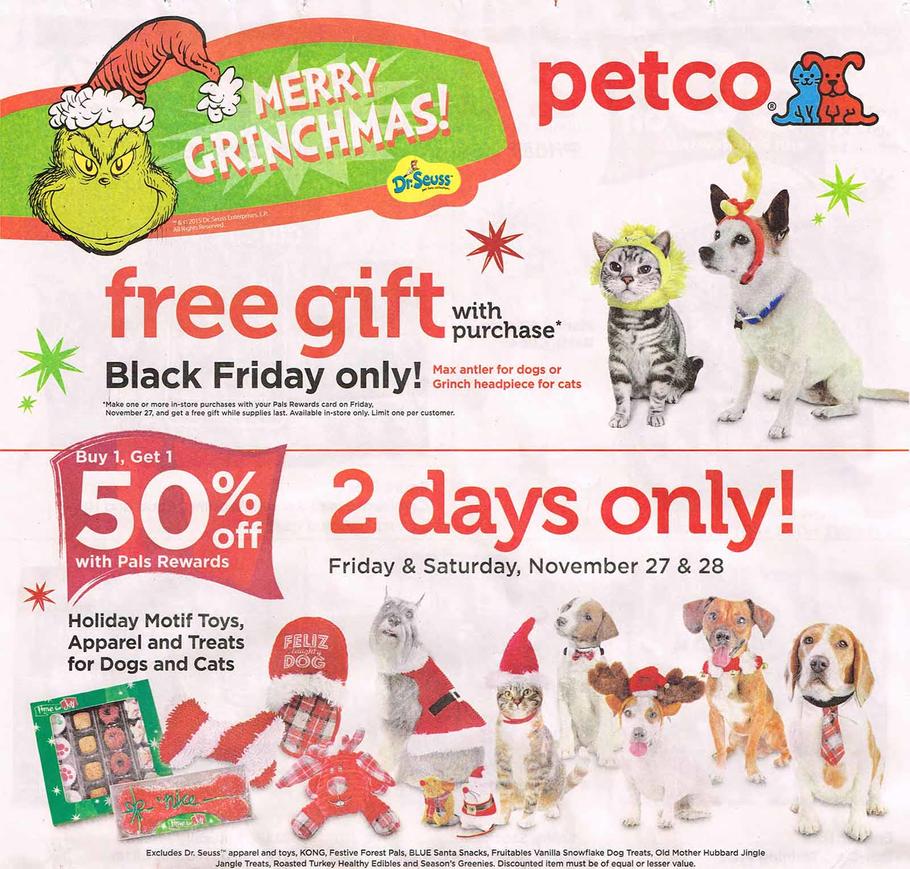 MERRY
GRINCHMAS!
Dr. Seuss™
™ & © 2015 Dr. Seuss Enterprises, L.P.
All Rights Reserved.
petco®
free gift
with
purchase*
Black Friday only!
Max antler for dogs or
Grinch headpiece for cats
*Make one or more in-store purchases with your Pals Rewards card on Friday,
November 27, and get a free gift while supplies last. Available in-store only. Limit one per customer.
Buy 1, Get 1
50%
off
with Pals Rewards
2 days only!
Friday & Saturday, November 27 & 28
Holiday Motif Toys,
Apparel and Treats
for Dogs and Cats
FELIZ
naughty
DOG
nice
Excludes Dr. Seuss™ apparel and toys, KONG, Festive Forest Pals, BLUE Santa Snacks, Fruitables Vanilla Snowflake Dog Treats, Old Mother Hubbard Jingle
Jangle Treats, Roasted Turkey Healthy Edibles and Season's Greenies. Discounted item must be of equal or lesser value.